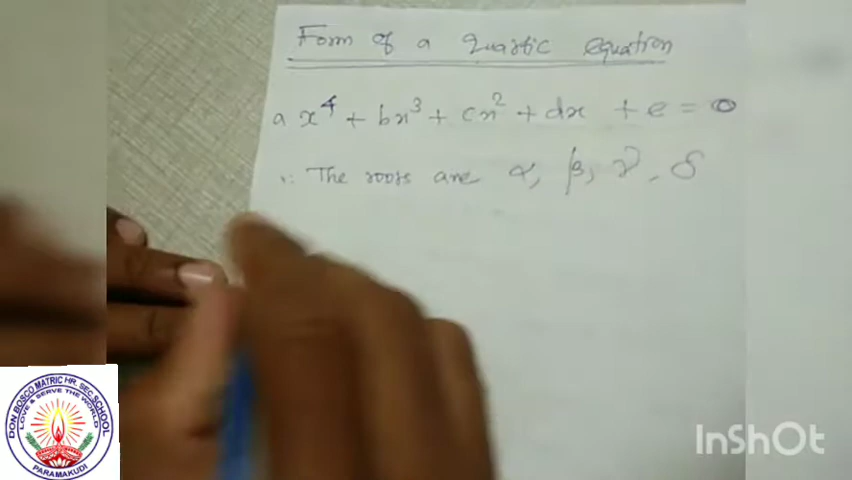 Form of a quartic equation
a x⁴ + bx³ + cx² + dx + e = 0
∴ The roots are α, β, γ, δ
DON BOSCO MATRIC HR. SEC. SCHOOL
LOVE & SERVE THE WORLD
PARAMAKUDI
InShOt